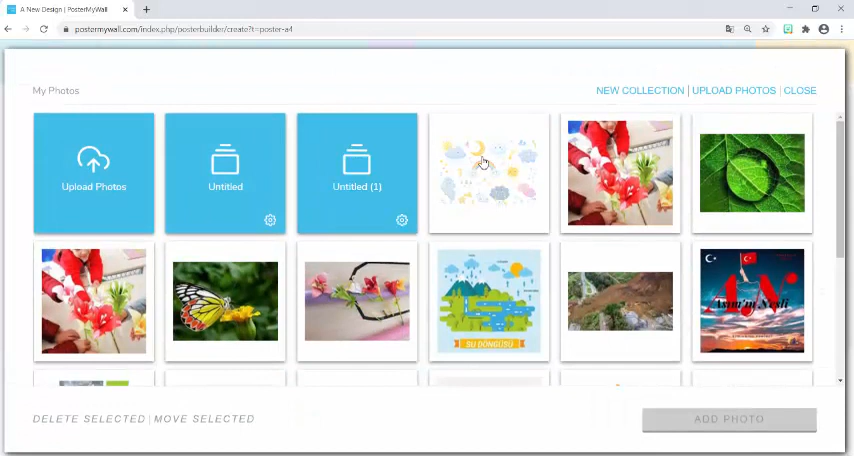 A New Design | PosterMyWall
postermywall.com/index.php/posterbuilder/create?t=poster-a4
My Photos
NEW COLLECTION | UPLOAD PHOTOS | CLOSE
Upload Photos
Untitled
Untitled (1)
SU DÖNGÜSÜ
Asım'ın Nesli
DELETE SELECTED | MOVE SELECTED
ADD PHOTO